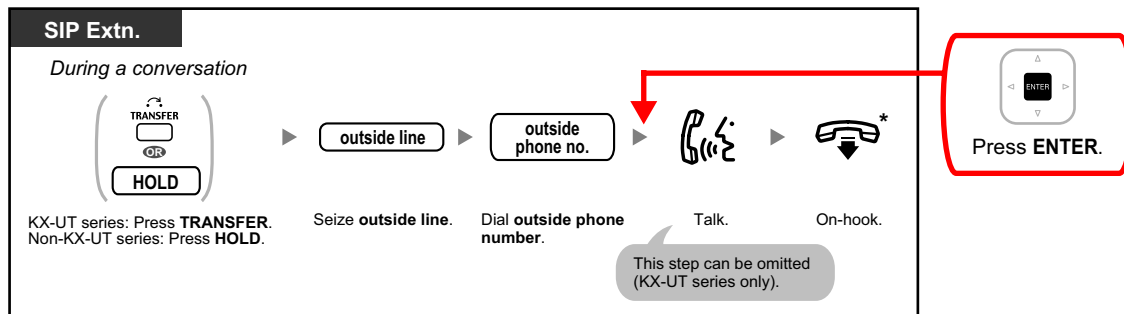 SIP Extn.
During a conversation
TRANSFER
OR
HOLD
KX-UT series: Press TRANSFER.
Non-KX-UT series: Press HOLD.
outside line
Seize outside line.
outside
phone no.
Dial outside phone
number.
Talk.
This step can be omitted
(KX-UT series only).
*
On-hook.
ENTER
Press ENTER.